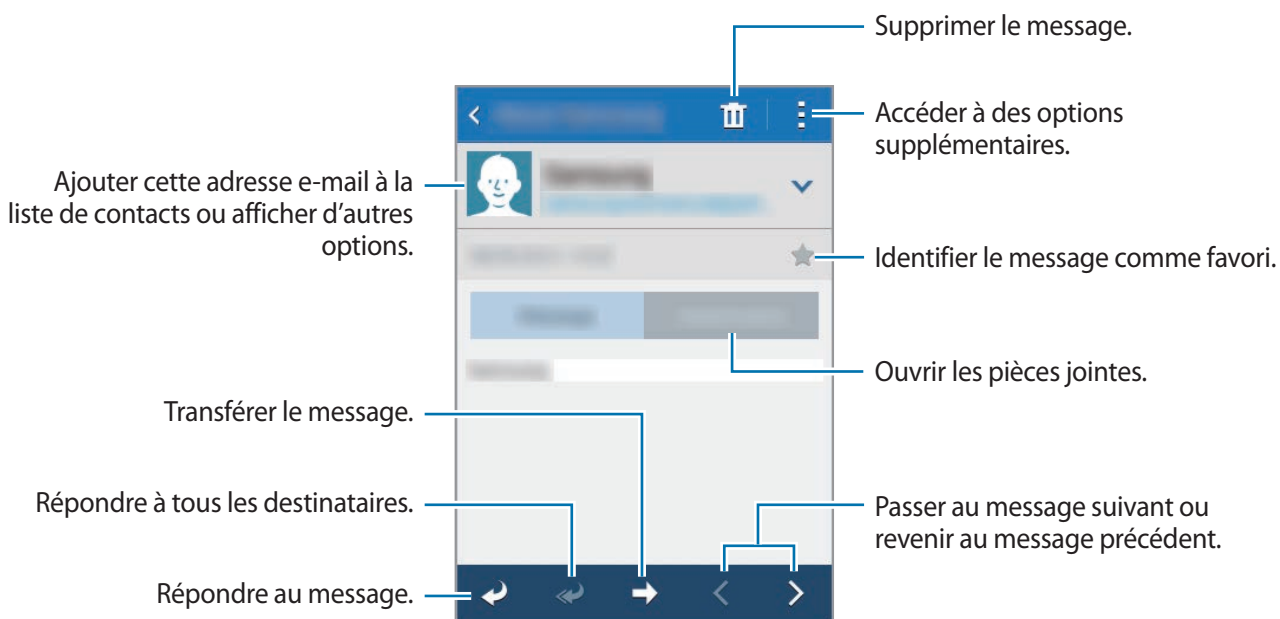 Supprimer le message.
Accéder à des options
supplémentaires.
Ajouter cette adresse e-mail à la
liste de contacts ou afficher d’autres
options.
Identifier le message comme favori.
Ouvrir les pièces jointes.
Transférer le message.
Répondre à tous les destinataires.
Passer au message suivant ou
revenir au message précédent.
Répondre au message.